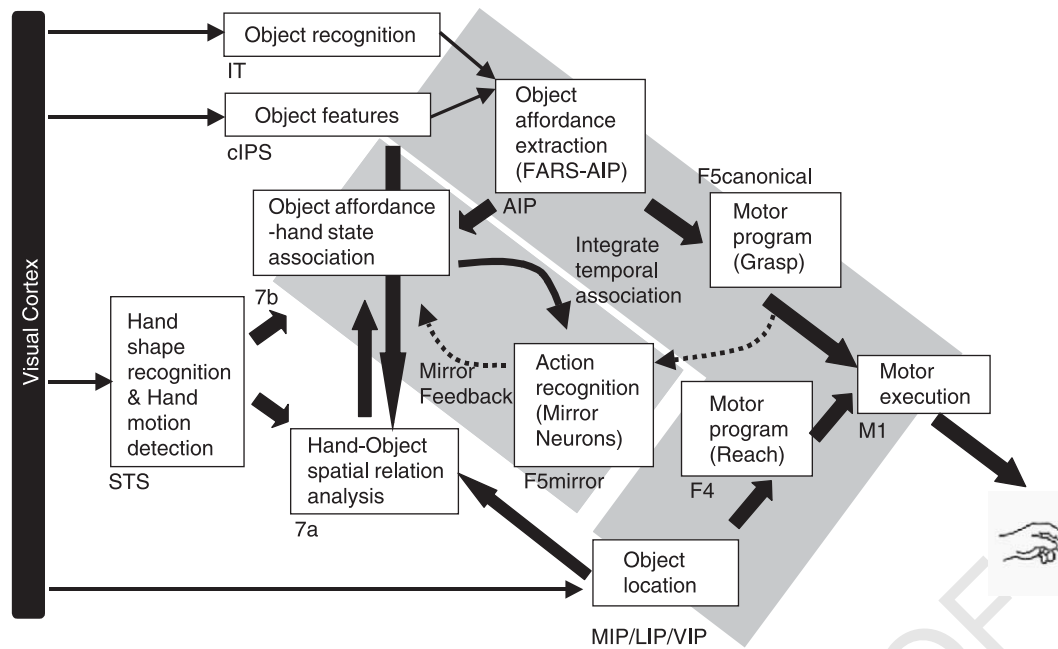 Visual Cortex
Object recognition
IT
Object features
cIPS
Object
affordance
extraction
(FARS-AIP)
AIP
F5canonical
Motor
program
(Grasp)
Object affordance
-hand state
association
7b
Integrate
temporal
association
Hand
shape
recognition
& Hand
motion
detection
STS
Mirror
Feedback
Action
recognition
(Mirror
Neurons)
F5mirror
Motor
program
(Reach)
F4
Motor
execution
M1
Hand-Object
spatial relation
analysis
7a
Object
location
MIP/LIP/VIP